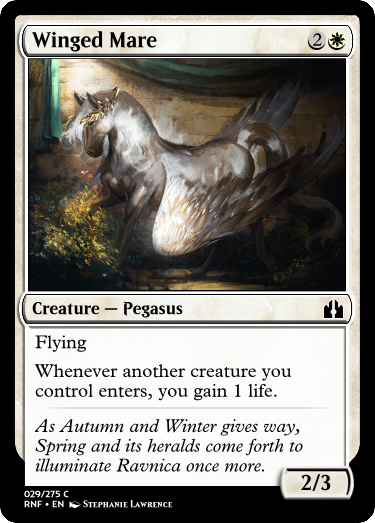 Winged Mare 2
Creature — Pegasus
Flying
Whenever another creature you
control enters, you gain 1 life.
As Autumn and Winter gives way,
Spring and its heralds come forth to
illuminate Ravnica once more.
2/3
029/275 C
RNF • EN Stephanie Lawrence